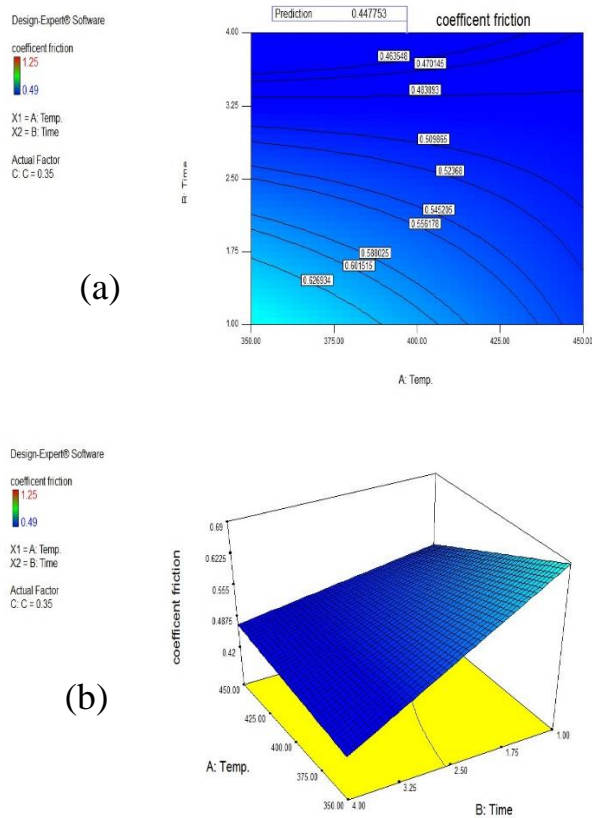 Design-Expert® Software
coefficent friction
1.25
0.49
X1 = A: Temp.
X2 = B: Time
Actual Factor
C: C = 0.35
(a)
Prediction 0.447753
coefficent friction
4.00
3.25
2.50
1.75
1.00
B: Time
0.463548
0.470145
0.483893
0.509865
0.52368
0.545205
0.556178
0.588025
0.601515
0.626934
350.00
375.00
400.00
425.00
450.00
A: Temp.
Design-Expert® Software
coefficent friction
1.25
0.49
X1 = A: Temp.
X2 = B: Time
Actual Factor
C: C = 0.35
(b)
coefficent friction
0.69
0.6225
0.555
0.4875
0.42
450.00
425.00
400.00
375.00
350.00
A: Temp.
4.00
3.25
2.50
1.75
1.00
B: Time